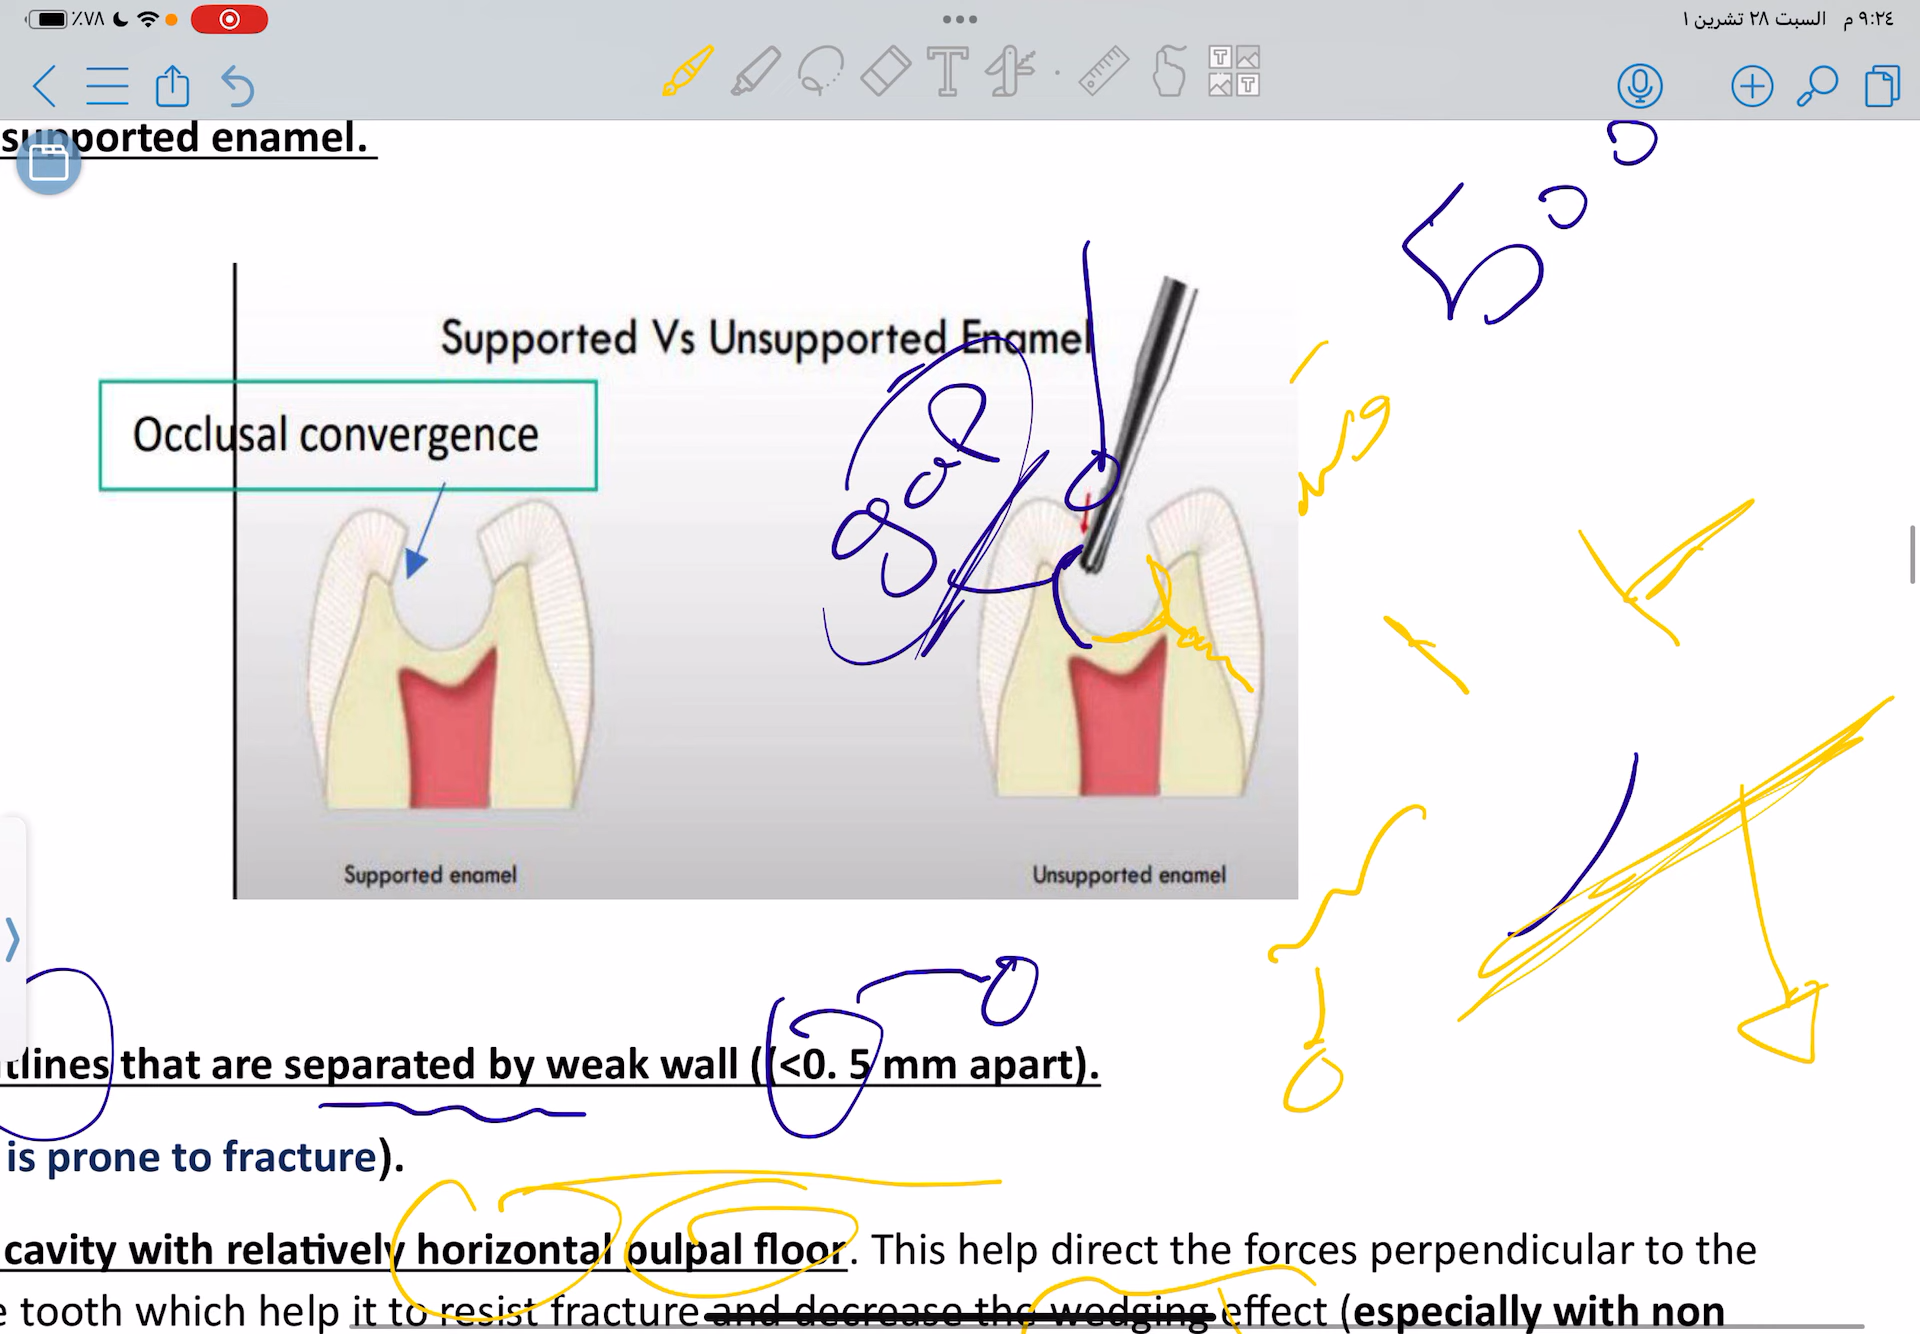 ٪٧٨
٩:٢٤ م السبت ٢٨ تشرين ١
supported enamel.
500
Supported Vs Unsupported Enamel
Occlusal convergence
gap
Supported enamel
Unsupported enamel
tlines that are separated by weak wall ((<0. 5 mm apart).
is prone to fracture).
cavity with relatively horizontal pulpal floor. This help direct the forces perpendicular to the
e tooth which help it to resist fracture and decrease the wedging effect (especially with non